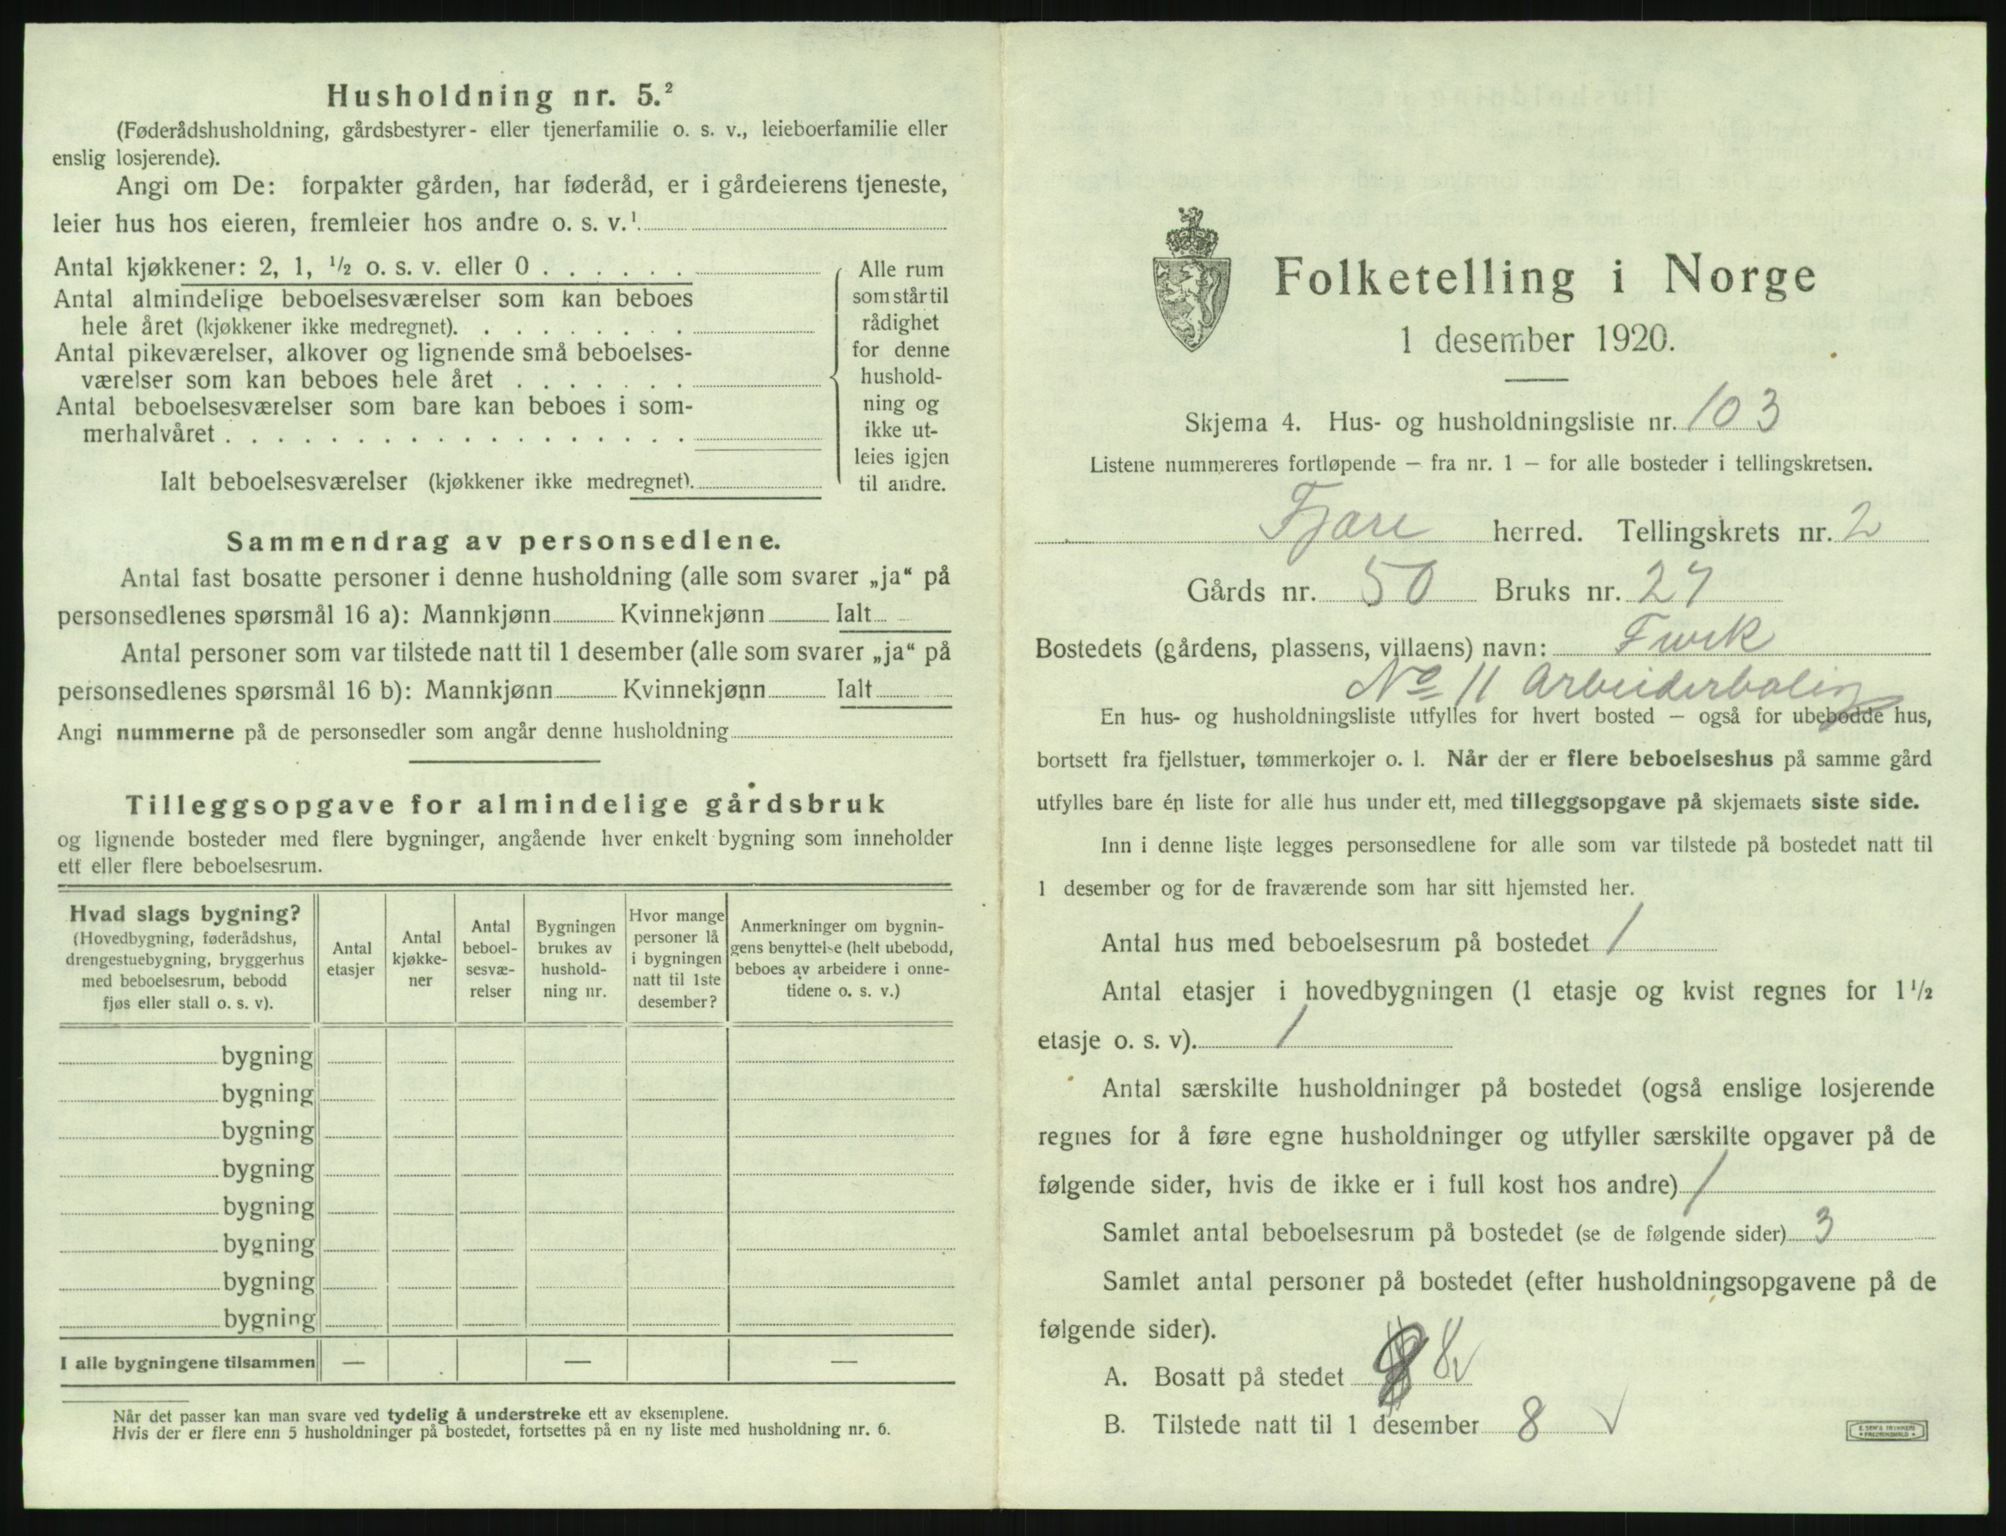 Husholdning nr. 5.²
(Føderådshusholdning, gårdsbestyrer- eller tjenerfamilie o. s. v., leieboerfamilie eller
enslig losjerende).
Angi om De: forpakter gården, har føderåd, er i gårdeierens tjeneste,
leier hus hos eieren, fremleier hos andre o. s. v.¹
Antal kjøkkener: 2, 1, ½ o. s. v. eller 0 . . . . . .
Antal almindelige beboelsesværelser som kan beboes
hele året (kjøkkener ikke medregnet). . . . . . . . .
Antal pikeværelser, alkover og lignende små beboelses-
værelser som kan beboes hele året . . . . . . .
Antal beboelsesværelser som bare kan beboes i som-
merhalvåret . . . . . . . . . . . . . . . . . .
Ialt beboelsesværelser (kjøkkener ikke medregnet).
Alle rum
som står til
rådighet
for denne
hushold-
ning og
ikke ut-
leies igjen
til andre.
Sammendrag av personsedlene.
Antal fast bosatte personer i denne husholdning (alle som svarer „ja“ på
personsedlenes spørsmål 16 a): Mannkjønn Kvinnekjønn Ialt
Antal personer som var tilstede natt til 1 desember (alle som svarer „ja“ på
personsedlenes spørsmål 16 b): Mannkjønn Kvinnekjønn Ialt
Angi nummerne på de personsedler som angår denne husholdning
Tilleggsopgave for almindelige gårdsbruk
og lignende bosteder med flere bygninger, angående hver enkelt bygning som inneholder
ett eller flere beboelsesrum.
Hvad slags bygning?
(Hovedbygning, føderådshus,
drengestuebygning, bryggerhus
med beboelsesrum, bebodd
fjøs eller stall o. s. v).
Antal
etasjer
Antal
kjøkke-
ner
Antal
beboel-
sesvæ-
relser
Bygningen
brukes av
hushold-
ning nr.
Hvor mange
personer lå
i bygningen
natt til 1ste
desember?
Anmerkninger om bygnin-
gens benyttelse (helt ubebodd,
beboes av arbeidere i onne-
tidene o. s. v.)
bygning
bygning
bygning
bygning
bygning
bygning
bygning
bygning
I alle bygningene tilsammen — — —
Når det passer kan man svare ved tydelig å understreke ett av eksemplene.
Hvis der er flere enn 5 husholdninger på bostedet, fortsettes på en ny liste med husholdning nr. 6.
Folketelling i Norge
1 desember 1920.
Skjema 4. Hus- og husholdningsliste nr. 103
Listene nummereres fortløpende – fra nr. 1 – for alle bosteder i tellingskretsen.
Fjære herred. Tellingskrets nr. 2
Gårds nr. 50 Bruks nr. 27
Bostedets (gårdens, plassens, villaens) navn:
No 11 Arbeiderbolig
En hus- og husholdningsliste utfylles for hvert bosted – også for ubebodde hus,
bortsett fra fjellstuer, tømmerkojer o. l. Når der er flere beboelseshus på samme gård
utfylles bare én liste for alle hus under ett, med tilleggsopgave på skjemaets siste side.
Inn i denne liste legges personsedlene for alle som var tilstede på bostedet natt til
1 desember og for de fraværende som har sitt hjemsted her.
Antal hus med beboelsesrum på bostedet 1
Antal etasjer i hovedbygningen (1 etasje og kvist regnes for 1½
etasje o. s. v). 1
Antal særskilte husholdninger på bostedet (også enslige losjerende
regnes for å føre egne husholdninger og utfyller særskilte opgaver på de
følgende sider, hvis de ikke er i full kost hos andre) 1
Samlet antal beboelsesrum på bostedet (se de følgende sider) 3
Samlet antal personer på bostedet (efter husholdningsopgavene på de
følgende sider).
A. Bosatt på stedet 8
B. Tilstede natt til 1 desember 8